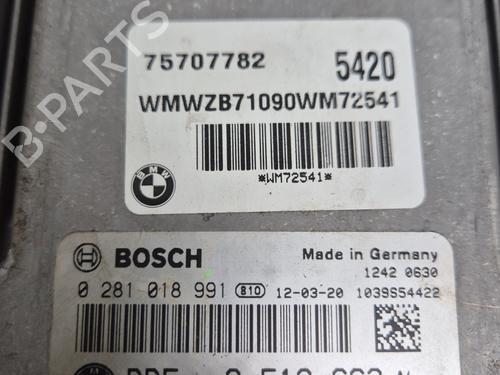 75707782 5420
WMWZB71090WM72541
BMW
*WM72541*
BOSCH Made in Germany
1242 0630
0 281 018 991 810 12-03-20 1039S54422